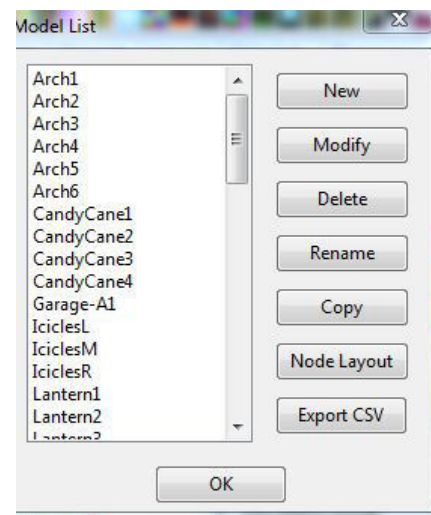 Model List
Arch1
Arch2
Arch3
Arch4
Arch5
Arch6
CandyCane1
CandyCane2
CandyCane3
CandyCane4
Garage-A1
IciclesL
IciclesM
IciclesR
Lantern1
Lantern2
Lantern3
New
Modify
Delete
Rename
Copy
Node Layout
Export CSV
OK